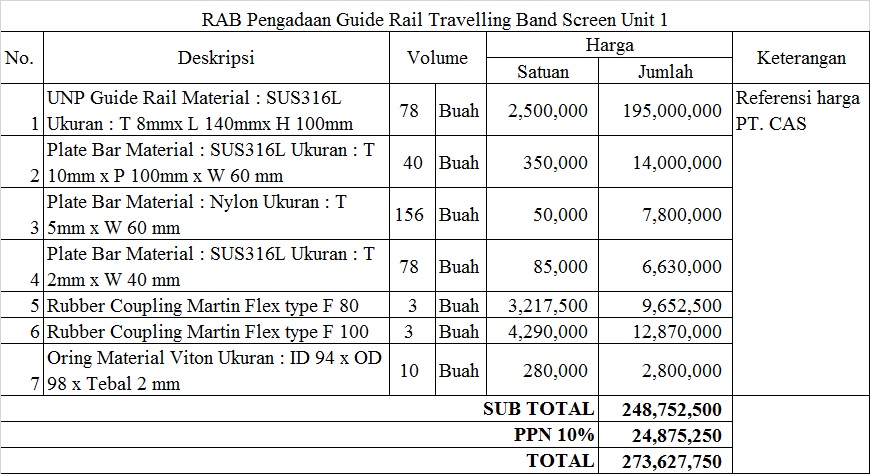 RAB Pengadaan Guide Rail Travelling Band Screen Unit 1
No. Deskripsi Volume Harga Keterangan
Satuan Jumlah
UNP Guide Rail Material : SUS316L
1 Ukuran : T 8mmx L 140mmx H 100mm 78 Buah 2,500,000 195,000,000 Referensi harga
PT. CAS
Plate Bar Material : SUS316L Ukuran : T
2 10mm x P 100mm x W 60 mm 40 Buah 350,000 14,000,000
Plate Bar Material : Nylon Ukuran : T
3 5mm x W 60 mm 156 Buah 50,000 7,800,000
Plate Bar Material : SUS316L Ukuran : T
4 2mm x W 40 mm 78 Buah 85,000 6,630,000
5 Rubber Coupling Martin Flex type F 80 3 Buah 3,217,500 9,652,500
6 Rubber Coupling Martin Flex type F 100 3 Buah 4,290,000 12,870,000
Oring Material Viton Ukuran : ID 94 x OD
7 98 x Tebal 2 mm 10 Buah 280,000 2,800,000
SUB TOTAL 248,752,500
PPN 10% 24,875,250
TOTAL 273,627,750